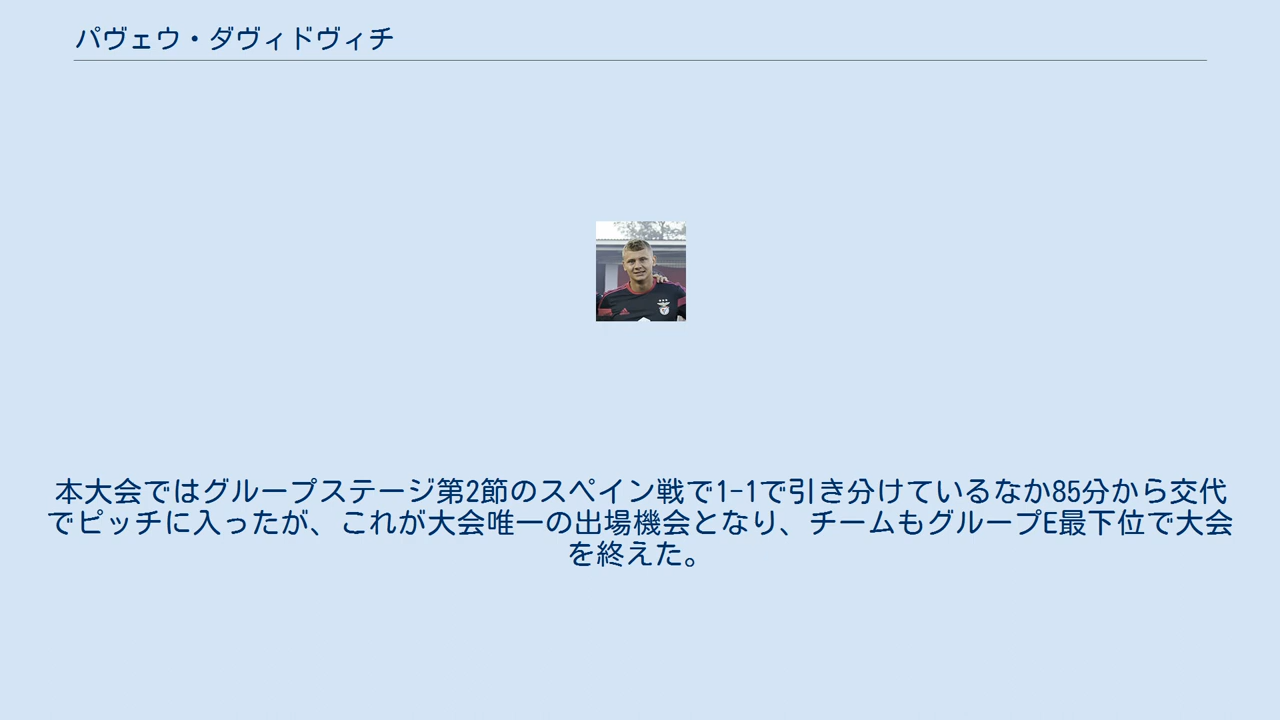 パヴェウ・ダヴィドヴィチ
本大会ではグループステージ第2節のスペイン戦で1-1で引き分けているなか85分から交代
でピッチに入ったが、これが大会唯一の出場機会となり、チームもグループE最下位で大会
を終えた。